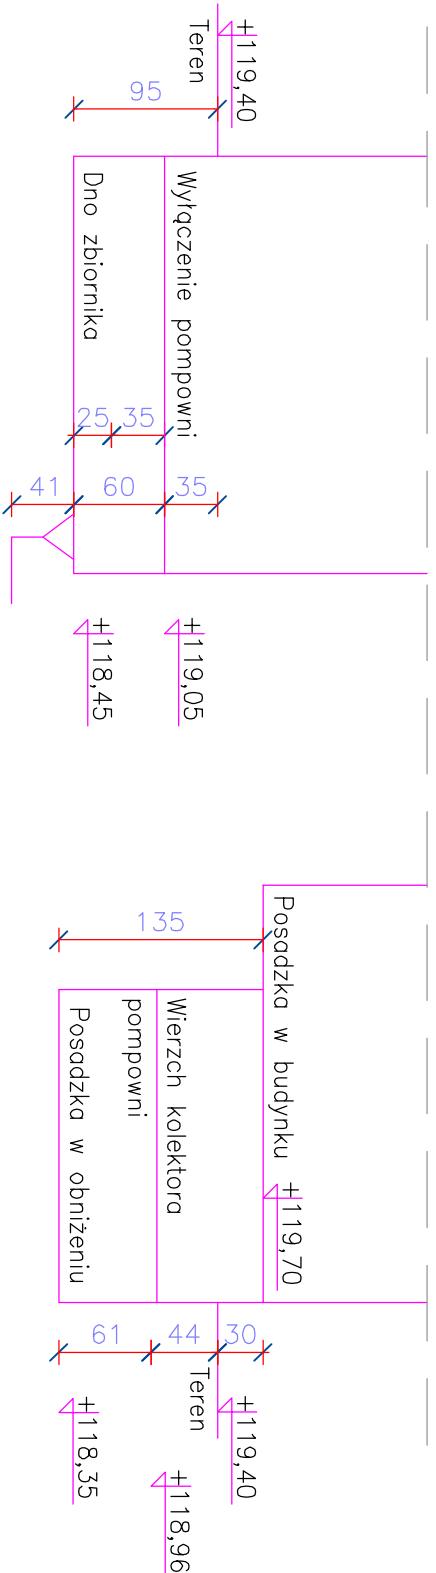 +119,40
Teren
95
Wyłączenie pompowni
Dno zbiornika
25
35
41
60
35
+119,05
+118,45
Posadzka w budynku
135
Wierzch kolektora
pompowni
Posadzka w obniżeniu
+119,70
61
44
30
Teren
+119,40
+118,35
+118,96